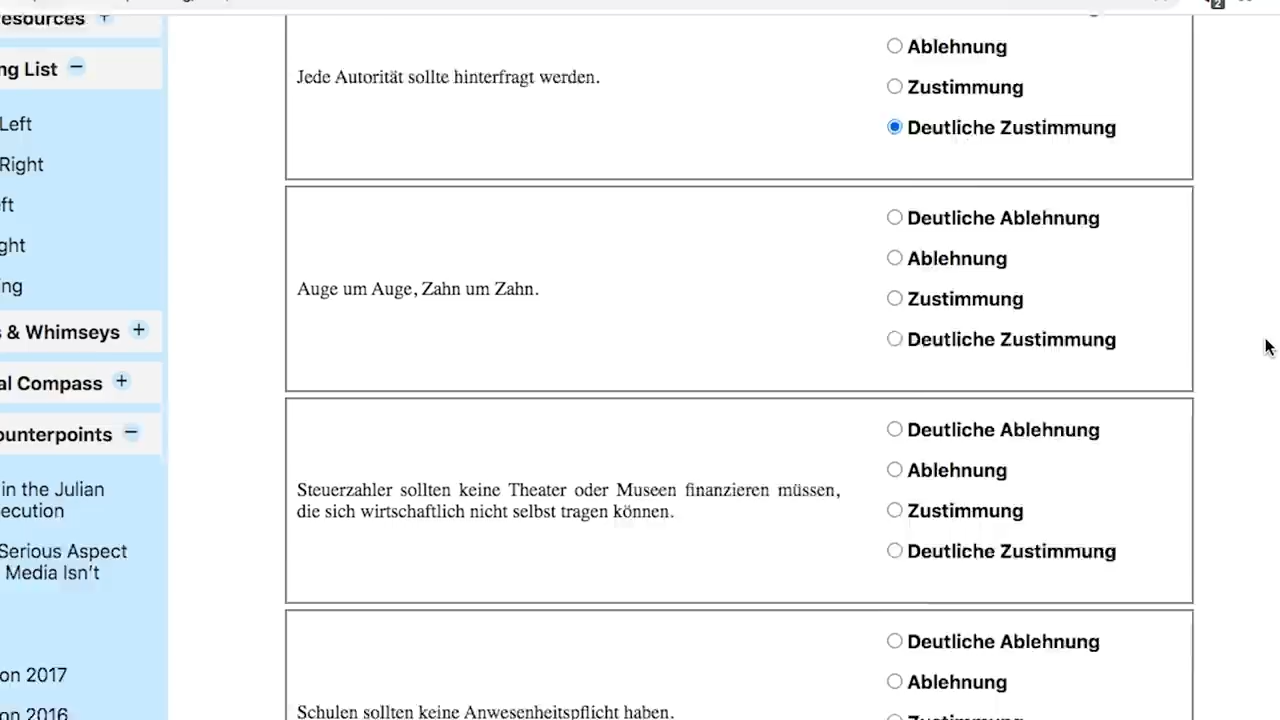 esources +
ng List −
Left
Right
ft
ght
ing
s & Whimseys +
al Compass +
ounterpoints −
in the Julian
ecution
Serious Aspect
Media Isn't
on 2017
on 2016
2
Ablehnung
Jede Autorität sollte hinterfragt werden.
Zustimmung
Deutliche Zustimmung
Deutliche Ablehnung
Ablehnung
Auge um Auge, Zahn um Zahn.
Zustimmung
Deutliche Zustimmung
Deutliche Ablehnung
Ablehnung
Steuerzahler sollten keine Theater oder Museen finanzieren müssen,
die sich wirtschaftlich nicht selbst tragen können.
Zustimmung
Deutliche Zustimmung
Deutliche Ablehnung
Ablehnung
Schulen sollten keine Anwesenheitspflicht haben.
Zustimmung